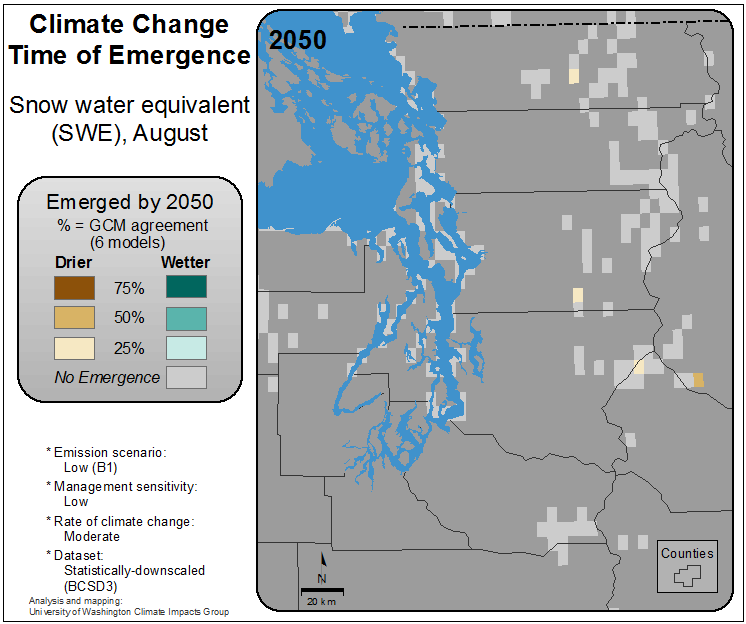 Climate Change
Time of Emergence
Snow water equivalent
(SWE), August
Emerged by 2050
% = GCM agreement
(6 models)
Drier
Wetter
75%
50%
25%
No Emergence
* Emission scenario:
Low (B1)
* Management sensitivity:
Low
* Rate of climate change:
Moderate
* Dataset:
Statistically-downscaled
(BCSD3)
Analysis and mapping:
University of Washington Climate Impacts Group
2050
N
20 km
Counties